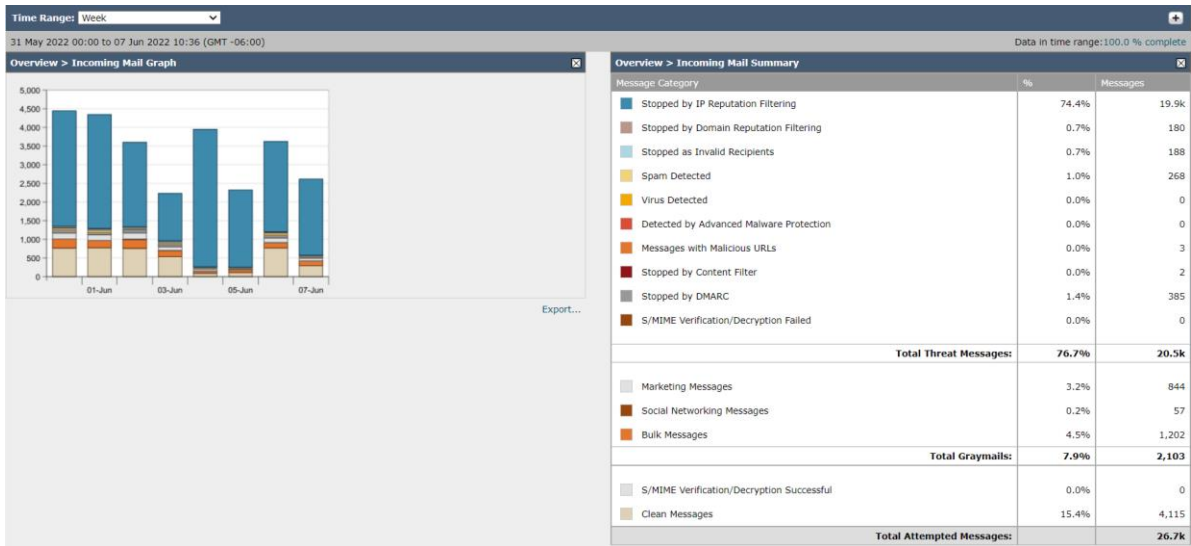 Time Range: Week
31 May 2022 00:00 to 07 Jun 2022 10:36 (GMT -06:00)
Data in time range:100.0 % complete
Overview > Incoming Mail Graph
5,000
4,500
4,000
3,500
3,000
2,500
2,000
1,500
1,000
500
0
01-Jun 03-Jun 05-Jun 07-Jun
Export...
Overview > Incoming Mail Summary
Message Category % Messages
Stopped by IP Reputation Filtering 74.4% 19.9k
Stopped by Domain Reputation Filtering 0.7% 180
Stopped as Invalid Recipients 0.7% 188
Spam Detected 1.0% 268
Virus Detected 0.0% 0
Detected by Advanced Malware Protection 0.0% 0
Messages with Malicious URLs 0.0% 3
Stopped by Content Filter 0.0% 2
Stopped by DMARC 1.4% 385
S/MIME Verification/Decryption Failed 0.0% 0
Total Threat Messages: 76.7% 20.5k
Marketing Messages 3.2% 844
Social Networking Messages 0.2% 57
Bulk Messages 4.5% 1,202
Total Graymails: 7.9% 2,103
S/MIME Verification/Decryption Successful 0.0% 0
Clean Messages 15.4% 4,115
Total Attempted Messages: 26.7k